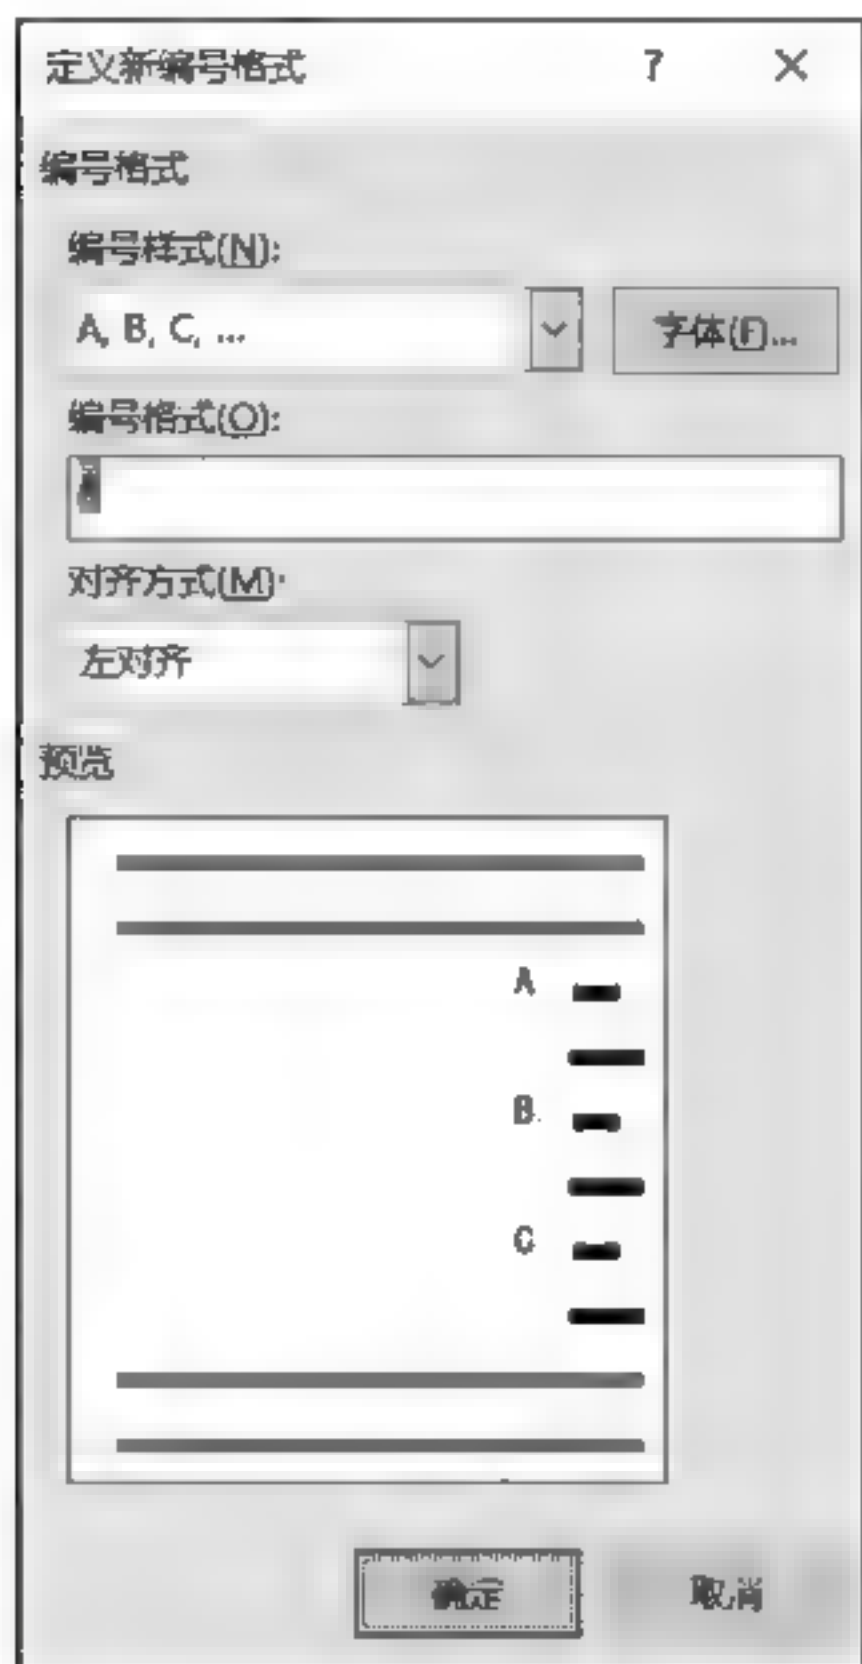 定义新编号格式 ? ×
编号格式
编号样式(N):
A, B, C, ... 字体(F)...
编号格式(O):
A
对齐方式(M):
左对齐
预览
A
B
C
确定 取消